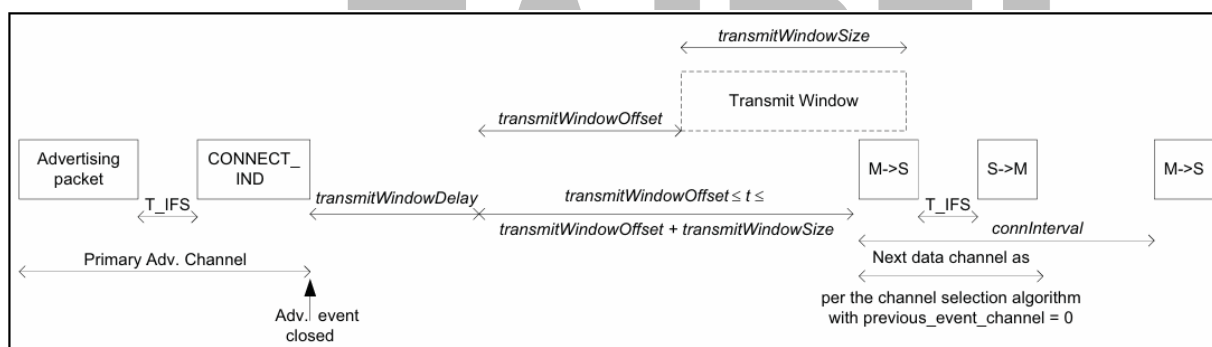 transmitWindowSize
Transmit Window
transmitWindowOffset
Advertising
packet
CONNECT_
IND
M->S
S->M
M->S
T_IFS
transmitWindowDelay
transmitWindowOffset ≤ t ≤
transmitWindowOffset + transmitWindowSize
T_IFS
connInterval
Primary Adv. Channel
Next data channel as
per the channel selection algorithm
with previous_event_channel = 0
Adv. event
closed